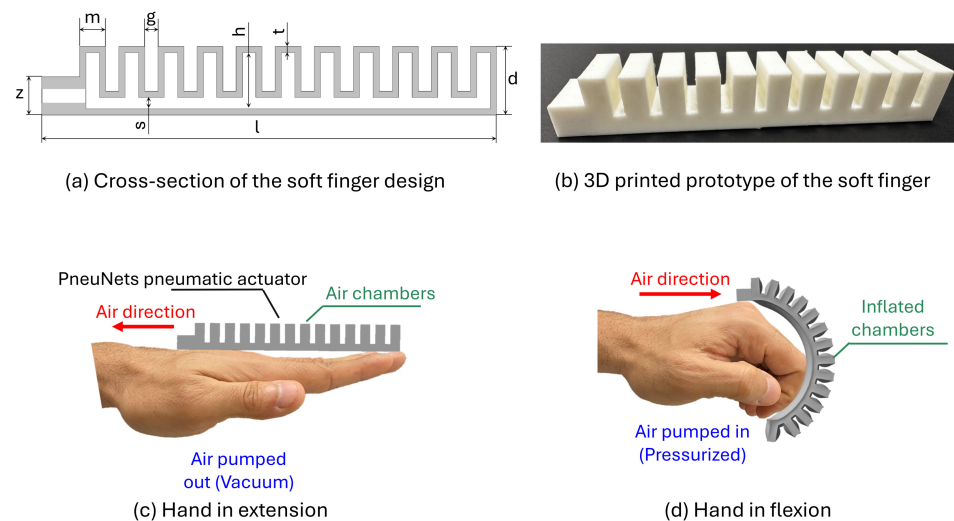 m
g
h
t
z
d
s
l
(a) Cross-section of the soft finger design
(b) 3D printed prototype of the soft finger
PneuNets pneumatic actuator
Air chambers
Air direction
Air pumped
out (Vacuum)
(c) Hand in extension
Air direction
Inflated
chambers
Air pumped in
(Pressurized)
(d) Hand in flexion